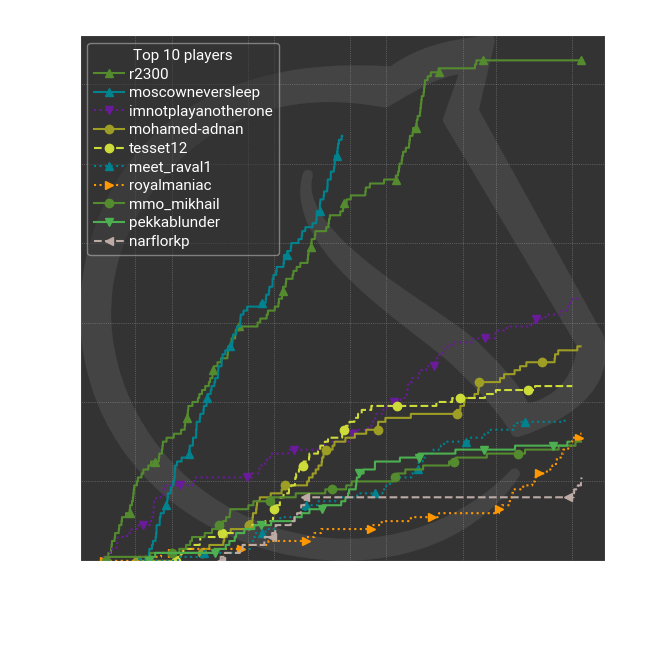 Top 10 players
r2300
moscowneversleep
imnotplayanotherone
mohamed-adnan
tesset12
meet_raval1
royalmaniac
mmo_mikhail
pekkablunder
narflorkp